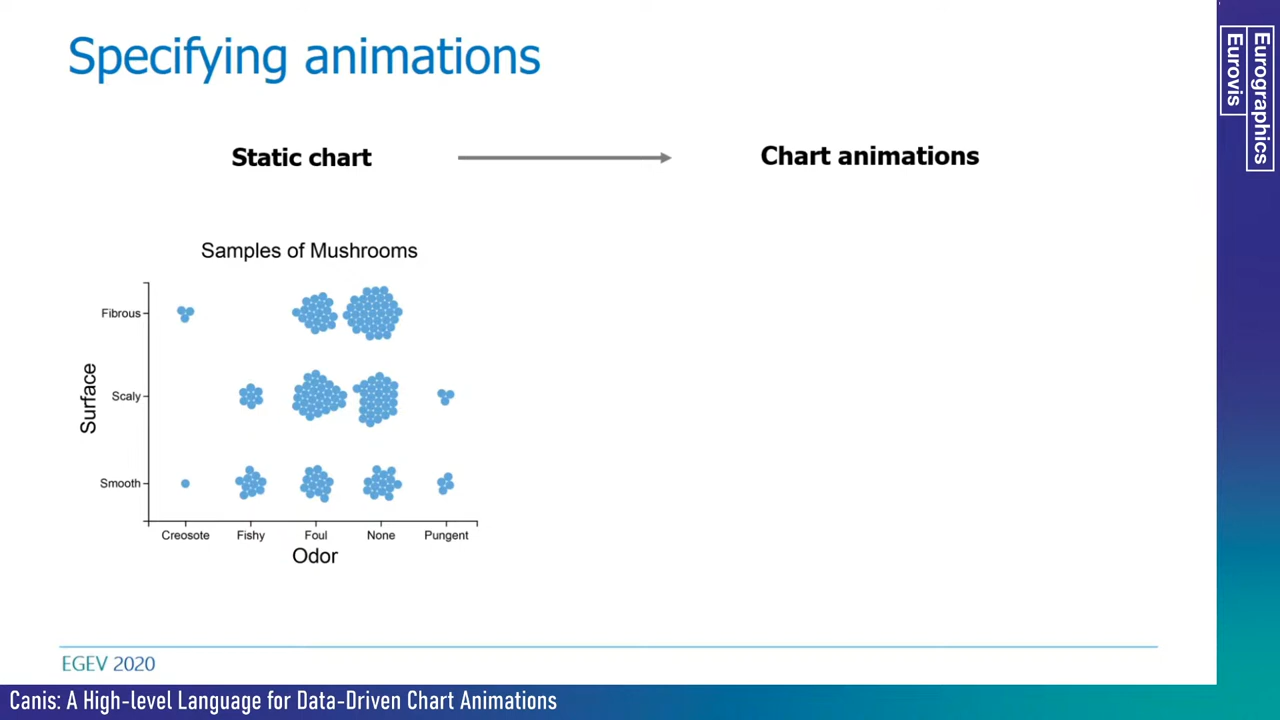 Specifying animations
Eurographics
Eurovis
Static chart
Chart animations
Samples of Mushrooms
Fibrous
Scaly
Smooth
Surface
Creosote Fishy Foul None Pungent
Odor
EGEV 2020
Canis: A High-level Language for Data-Driven Chart Animations